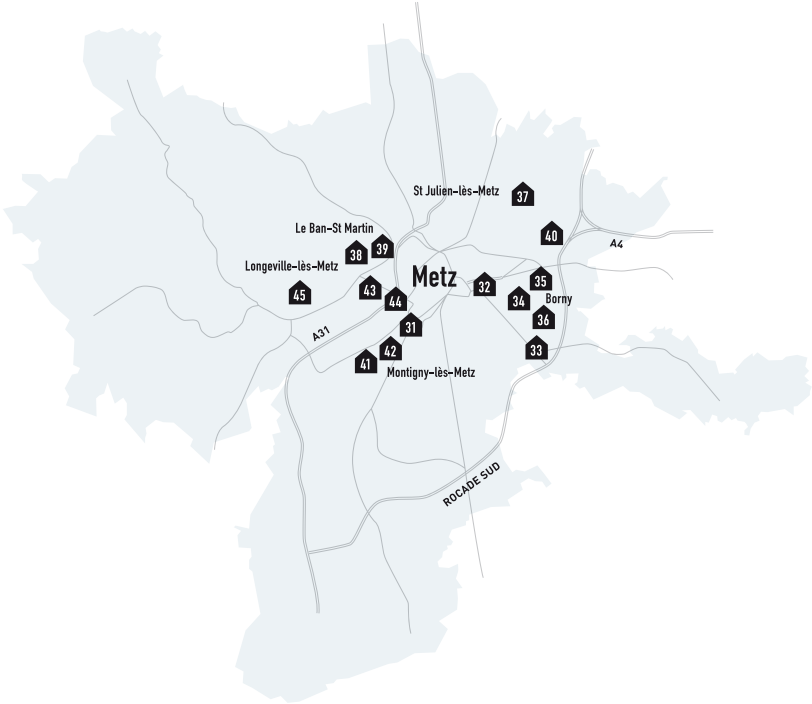 St Julien-lès-Metz
37
Le Ban-St Martin
40
A4
38
39
Longeville-lès-Metz
Metz
35
45
43
44
32
34
Borny
36
A31
31
33
42
41
Montigny-lès-Metz
ROCADE SUD